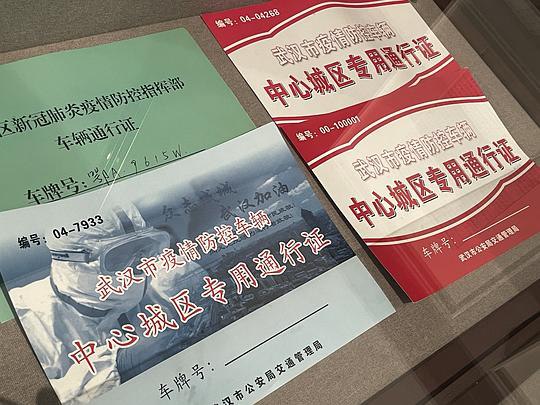 区新冠肺炎疫情防控指挥部
车辆通行证
车牌号:鄂A 9615W
编号:04-04268
武汉市疫情防控车辆
中心城区专用通行证
编号:00-100001
武汉市疫情防控车辆
中心城区专用通行证
车牌号:
武汉市公安局交通管理局
编号:04-7933
众志成城
武汉加油
武汉市疫情防控车辆
中心城区专用通行证
车牌号:
武汉市公安局交通管理局